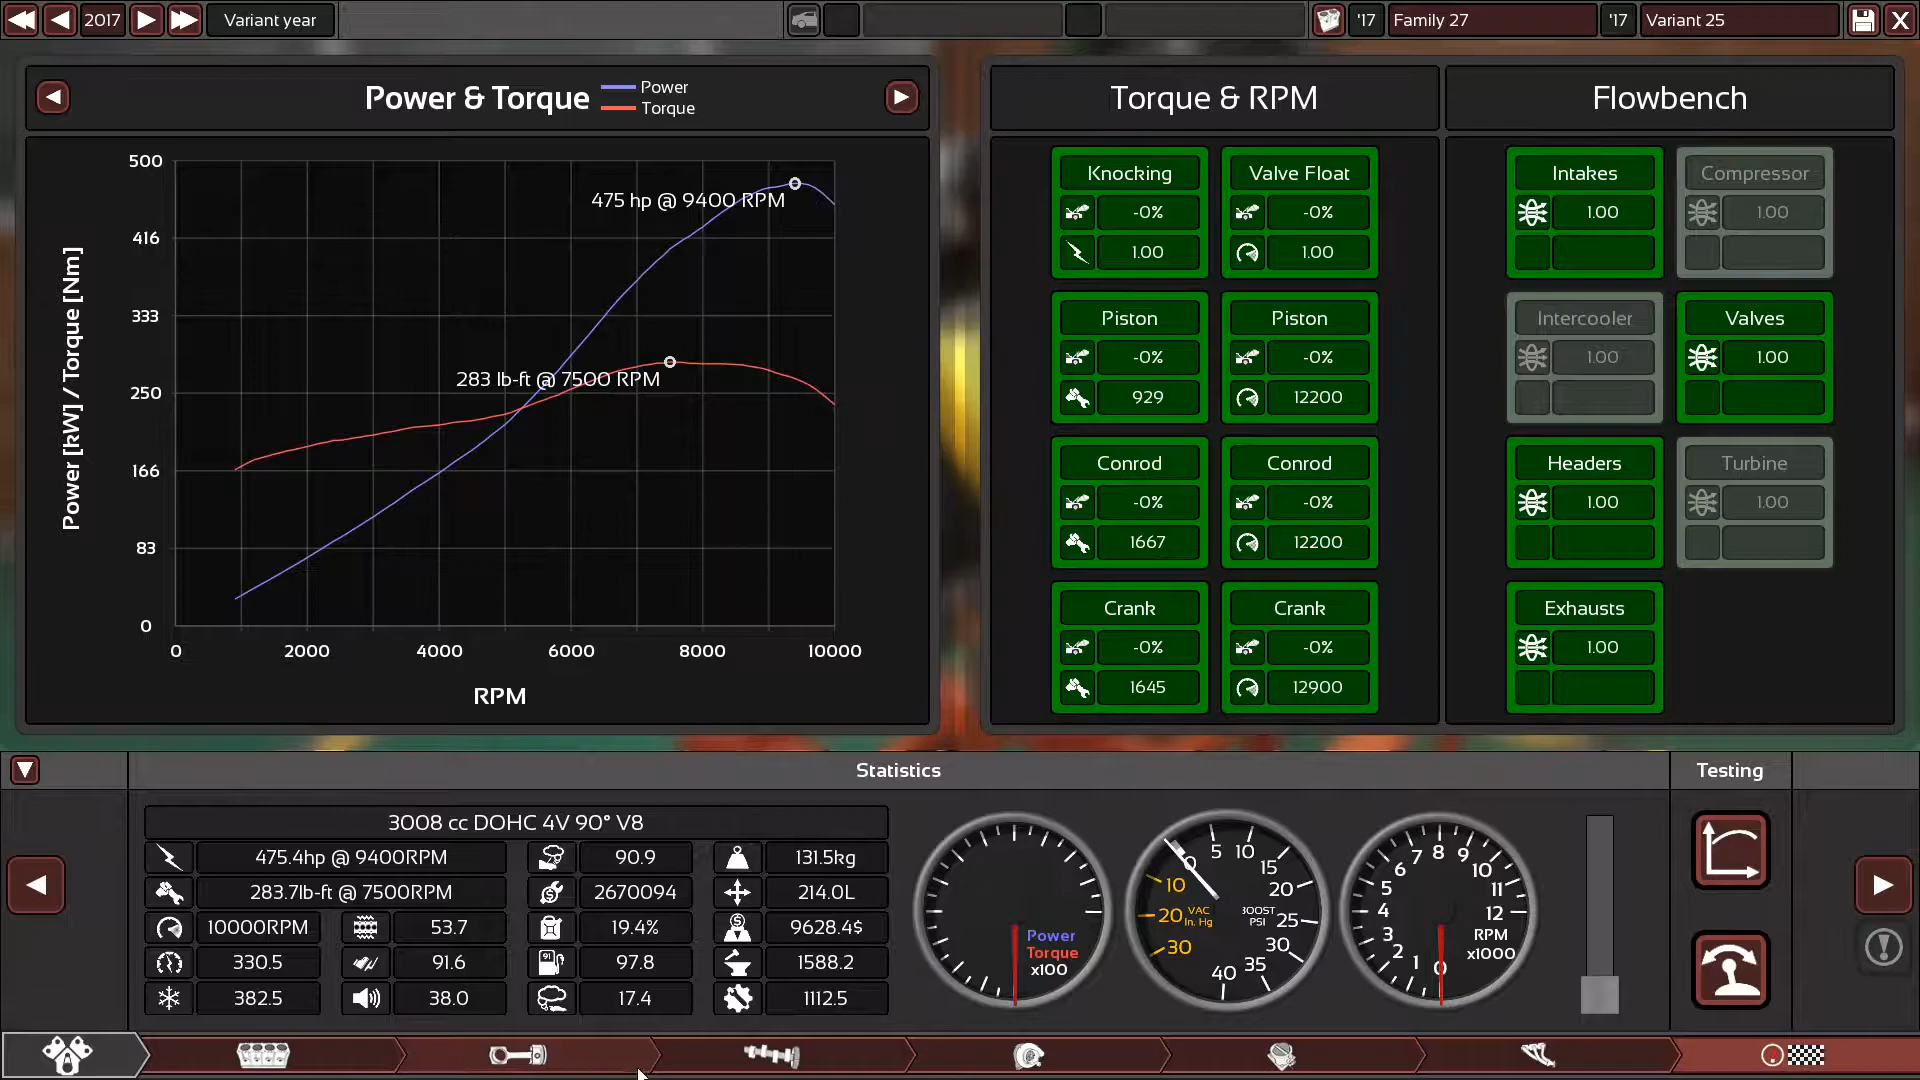 2017
Variant year
'17
Family 27
'17
Variant 25
X
Power & Torque
Power
Torque
Power [kW] / Torque [Nm]
500
416
333
250
166
83
0
475 hp @ 9400 RPM
283 lb-ft @ 7500 RPM
0
2000
4000
6000
8000
10000
RPM
Torque & RPM
Knocking
-0%
1.00
Valve Float
-0%
1.00
Piston
-0%
929
Piston
-0%
12200
Conrod
-0%
1667
Conrod
-0%
12200
Crank
-0%
1645
Crank
-0%
12900
Flowbench
Intakes
1.00
Compressor
1.00
Intercooler
1.00
Valves
1.00
Headers
1.00
Turbine
1.00
Exhausts
1.00
Statistics
Testing
3008 cc DOHC 4V 90° V8
475.4hp @ 9400RPM
90.9
131.5kg
283.7lb-ft @ 7500RPM
2670094
214.0L
10000RPM
53.7
19.4%
9628.4$
330.5
91.6
91
97.8
1588.2
382.5
38.0
17.4
1112.5
Power
Torque
x100
0
5
10
15
20
25
30
35
40
10
20
30
VAC
In. Hg
BOOST
PSI
0
1
2
3
4
5
6
7
8
9
10
11
12
RPM
x1000